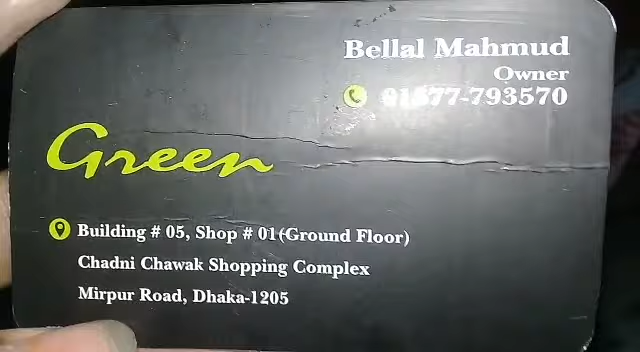 Bellal Mahmud
Owner
Green
Building # 05, Shop # 01(Ground Floor)
Chadni Chawak Shopping Complex
Mirpur Road, Dhaka-1205